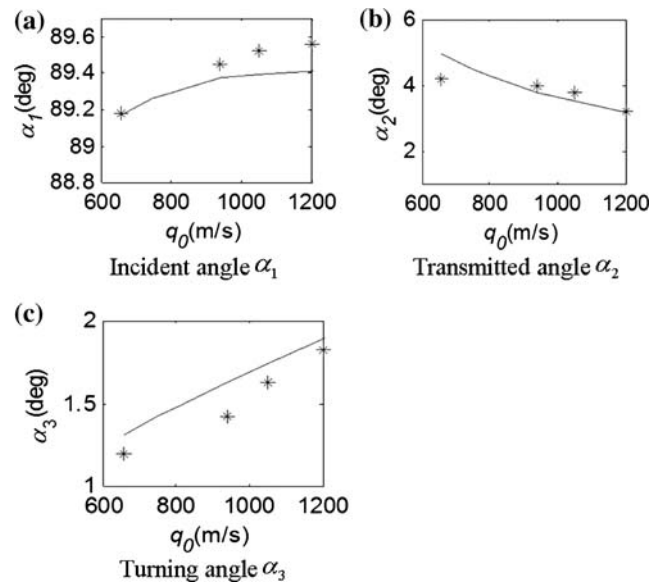 (a)
89.6
89.4
89.2
89
88.8
α1(deg)
600 800 1000 1200
q0(m/s)
Incident angle α1
(b)
6
4
2
α2(deg)
600 800 1000 1200
q0(m/s)
Transmitted angle α2
(c)
2
1.5
1
α3(deg)
600 800 1000 1200
q0(m/s)
Turning angle α3